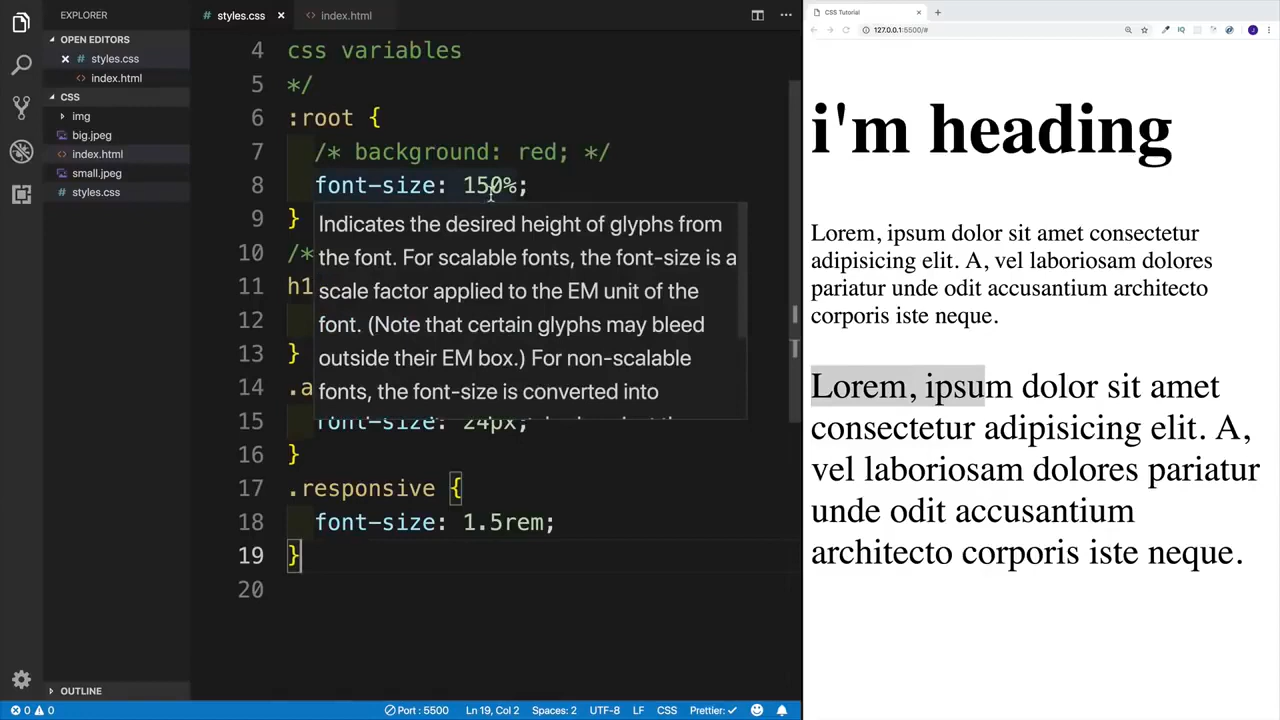 EXPLORER
OPEN EDITORS
styles.css
index.html
CSS
img
big.jpeg
index.html
small.jpeg
styles.css
OUTLINE
styles.css
index.html
4 css variables
5 */
6 :root {
7 /* background: red; */
8 font-size: 150%;
9 }
10 /*
11 h1
12
13 }
14 .a
15 font-size: 24px;
16 }
17 .responsive {
18 font-size: 1.5rem;
19 }
20
Indicates the desired height of glyphs from
the font. For scalable fonts, the font-size is a
scale factor applied to the EM unit of the
font. (Note that certain glyphs may bleed
outside their EM box.) For non-scalable
fonts, the font-size is converted into
0 0
Port : 5500
Ln 19, Col 2
Spaces: 2
UTF-8
LF
CSS
Prettier: ✓
CSS Tutorial
127.0.0.1:5500/#
i'm heading
Lorem, ipsum dolor sit amet consectetur
adipisicing elit. A, vel laboriosam dolores
pariatur unde odit accusantium architecto
corporis iste neque.
Lorem, ipsum dolor sit amet
consectetur adipisicing elit. A,
vel laboriosam dolores pariatur
unde odit accusantium
architecto corporis iste neque.